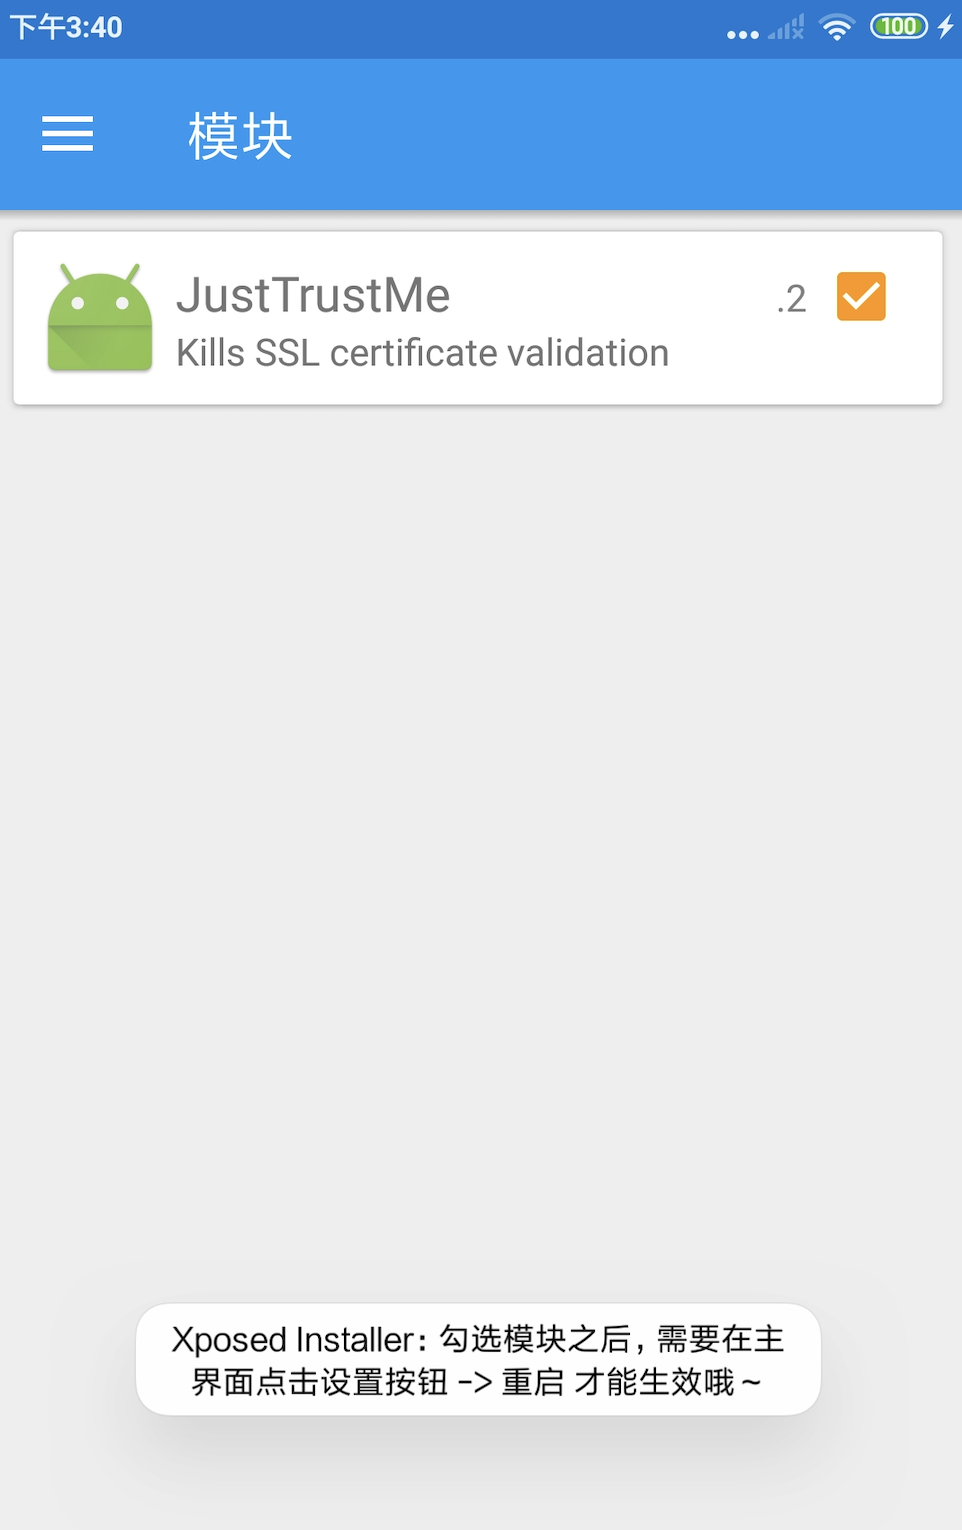 下午3:40
100
模块
JustTrustMe
.2
Kills SSL certificate validation
Xposed Installer：勾选模块之后，需要在主
界面点击设置按钮 -> 重启 才能生效哦～